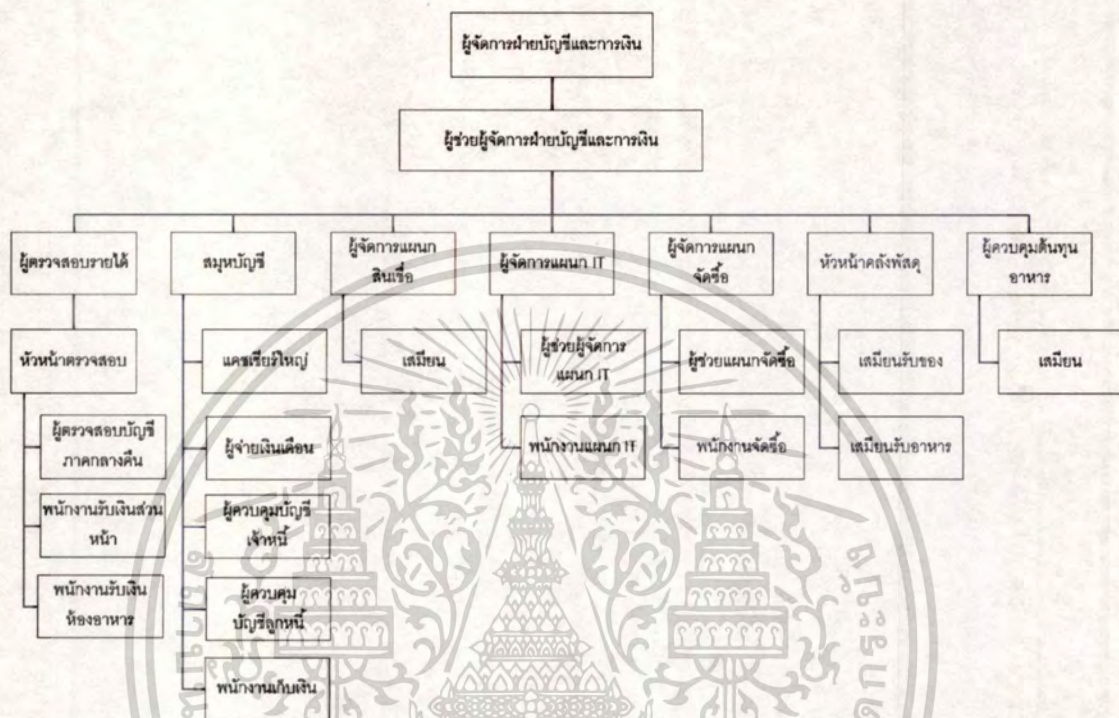 ผู้จัดการฝ่ายบัญชีและการเงิน
ผู้ช่วยผู้จัดการฝ่ายบัญชีและการเงิน
ผู้ตรวจสอบรายได้
สมุหบัญชี
ผู้จัดการแผนก
สินเชื่อ
ผู้จัดการแผนก IT
ผู้จัดการแผนก
จัดซื้อ
หัวหน้าคลังพัสดุ
ผู้ควบคุมต้นทุน
อาหาร
หัวหน้าตรวจสอบ
แคชเชียร์ใหญ่
เสมียน
ผู้ช่วยผู้จัดการ
แผนก IT
ผู้ช่วยแผนกจัดซื้อ
เสมียนรับของ
เสมียน
ผู้ตรวจสอบบัญชี
ภาคกลางคืน
ผู้จ่ายเงินเดือน
พนักงานแผนก IT
พนักงานจัดซื้อ
เสมียนรับอาหาร
พนักงานรับเงินส่วน
หน้า
ผู้ควบคุมบัญชี
เจ้าหนี้
พนักงานรับเงิน
ห้องอาหาร
ผู้ควบคุม
บัญชีลูกหนี้
พนักงานเก็บเงิน